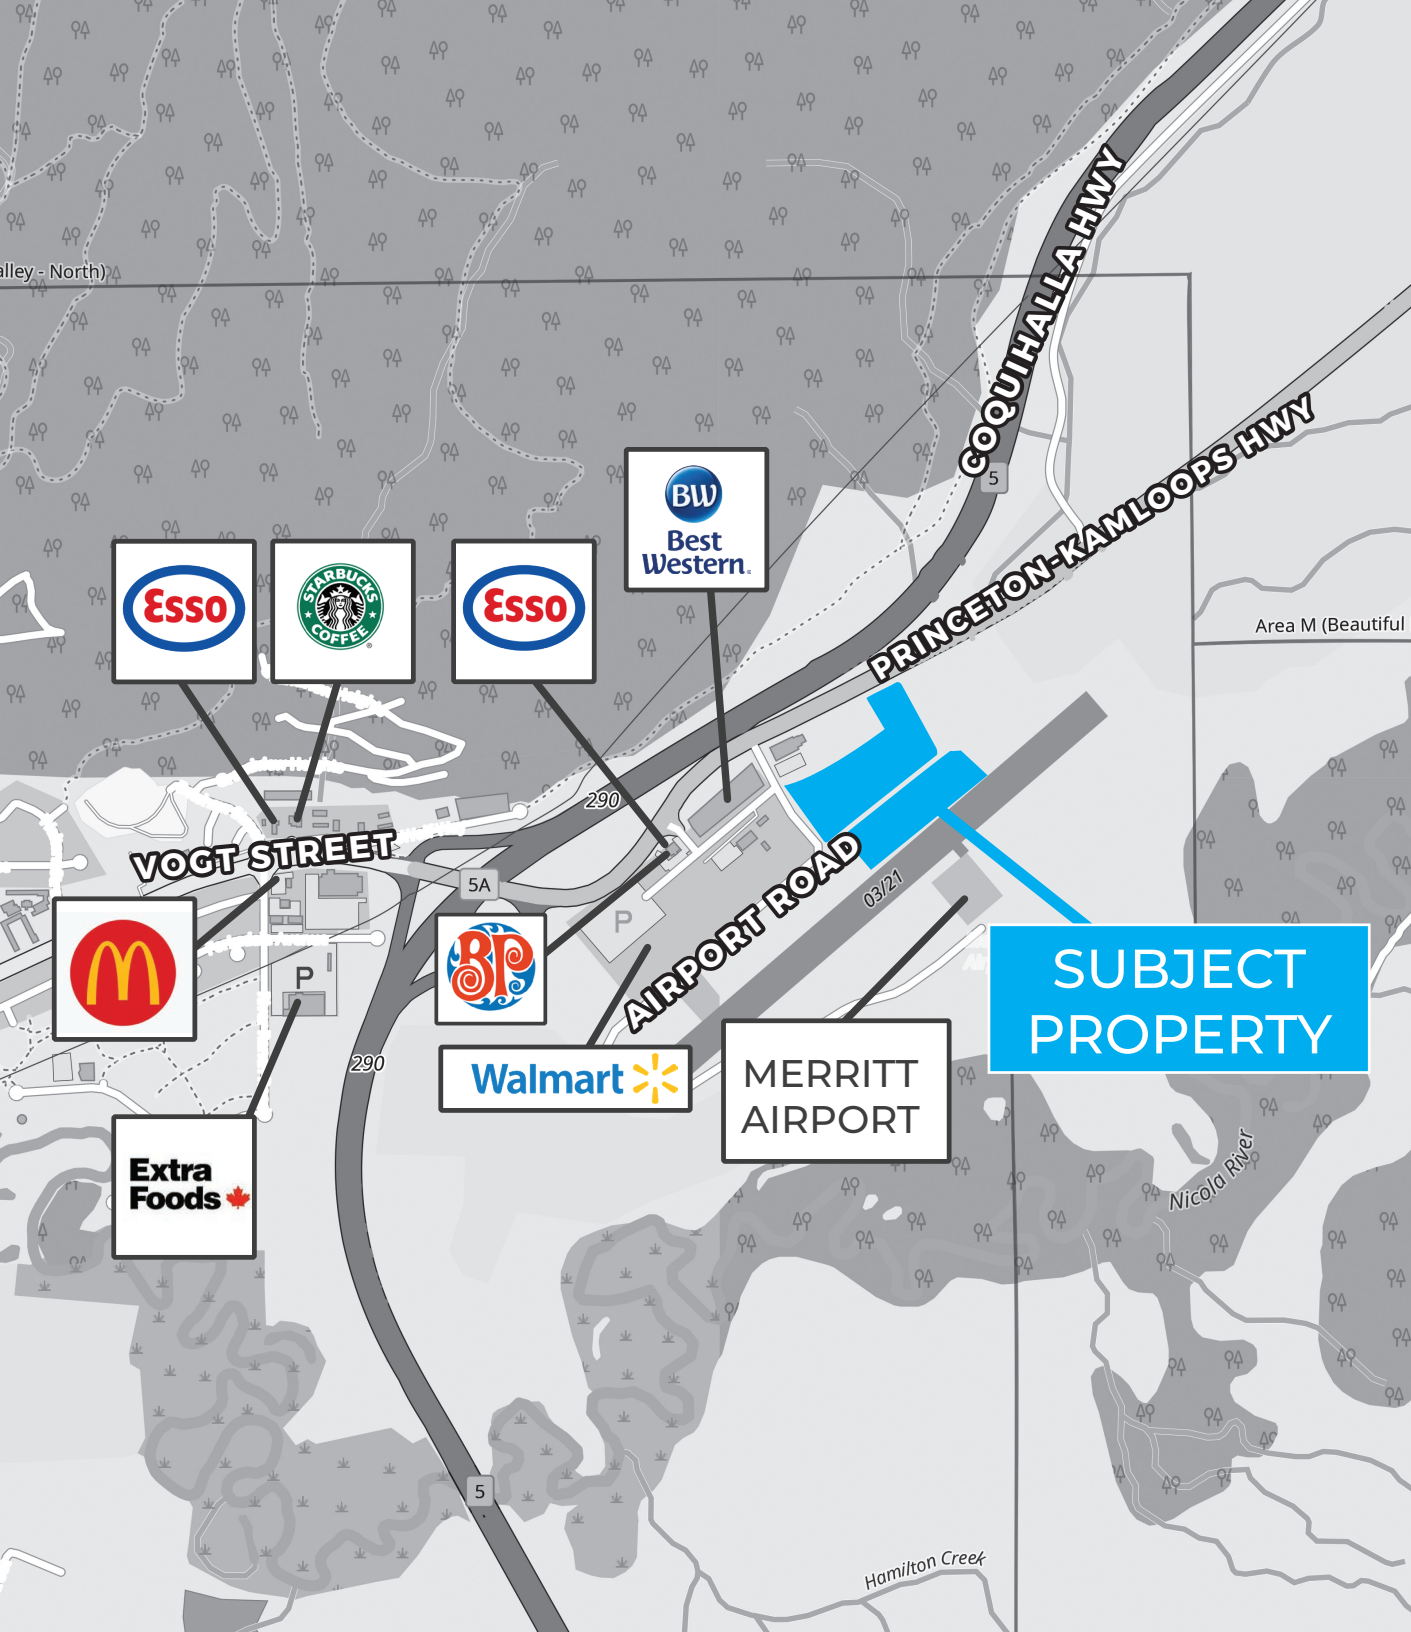 COQUIHALLA HWY
alley - North)
5
PRINCETON-KAMLOOPS HWY
BW
Best
Western
Esso
STARBUCKS
COFFEE
Esso
Area M (Beautiful
290
VOGT STREET
5A
P
AIRPORT ROAD
03/21
BP
P
SUBJECT
PROPERTY
290
Walmart
MERRITT
AIRPORT
Extra
Foods
Nicola River
5
Hamilton Creek